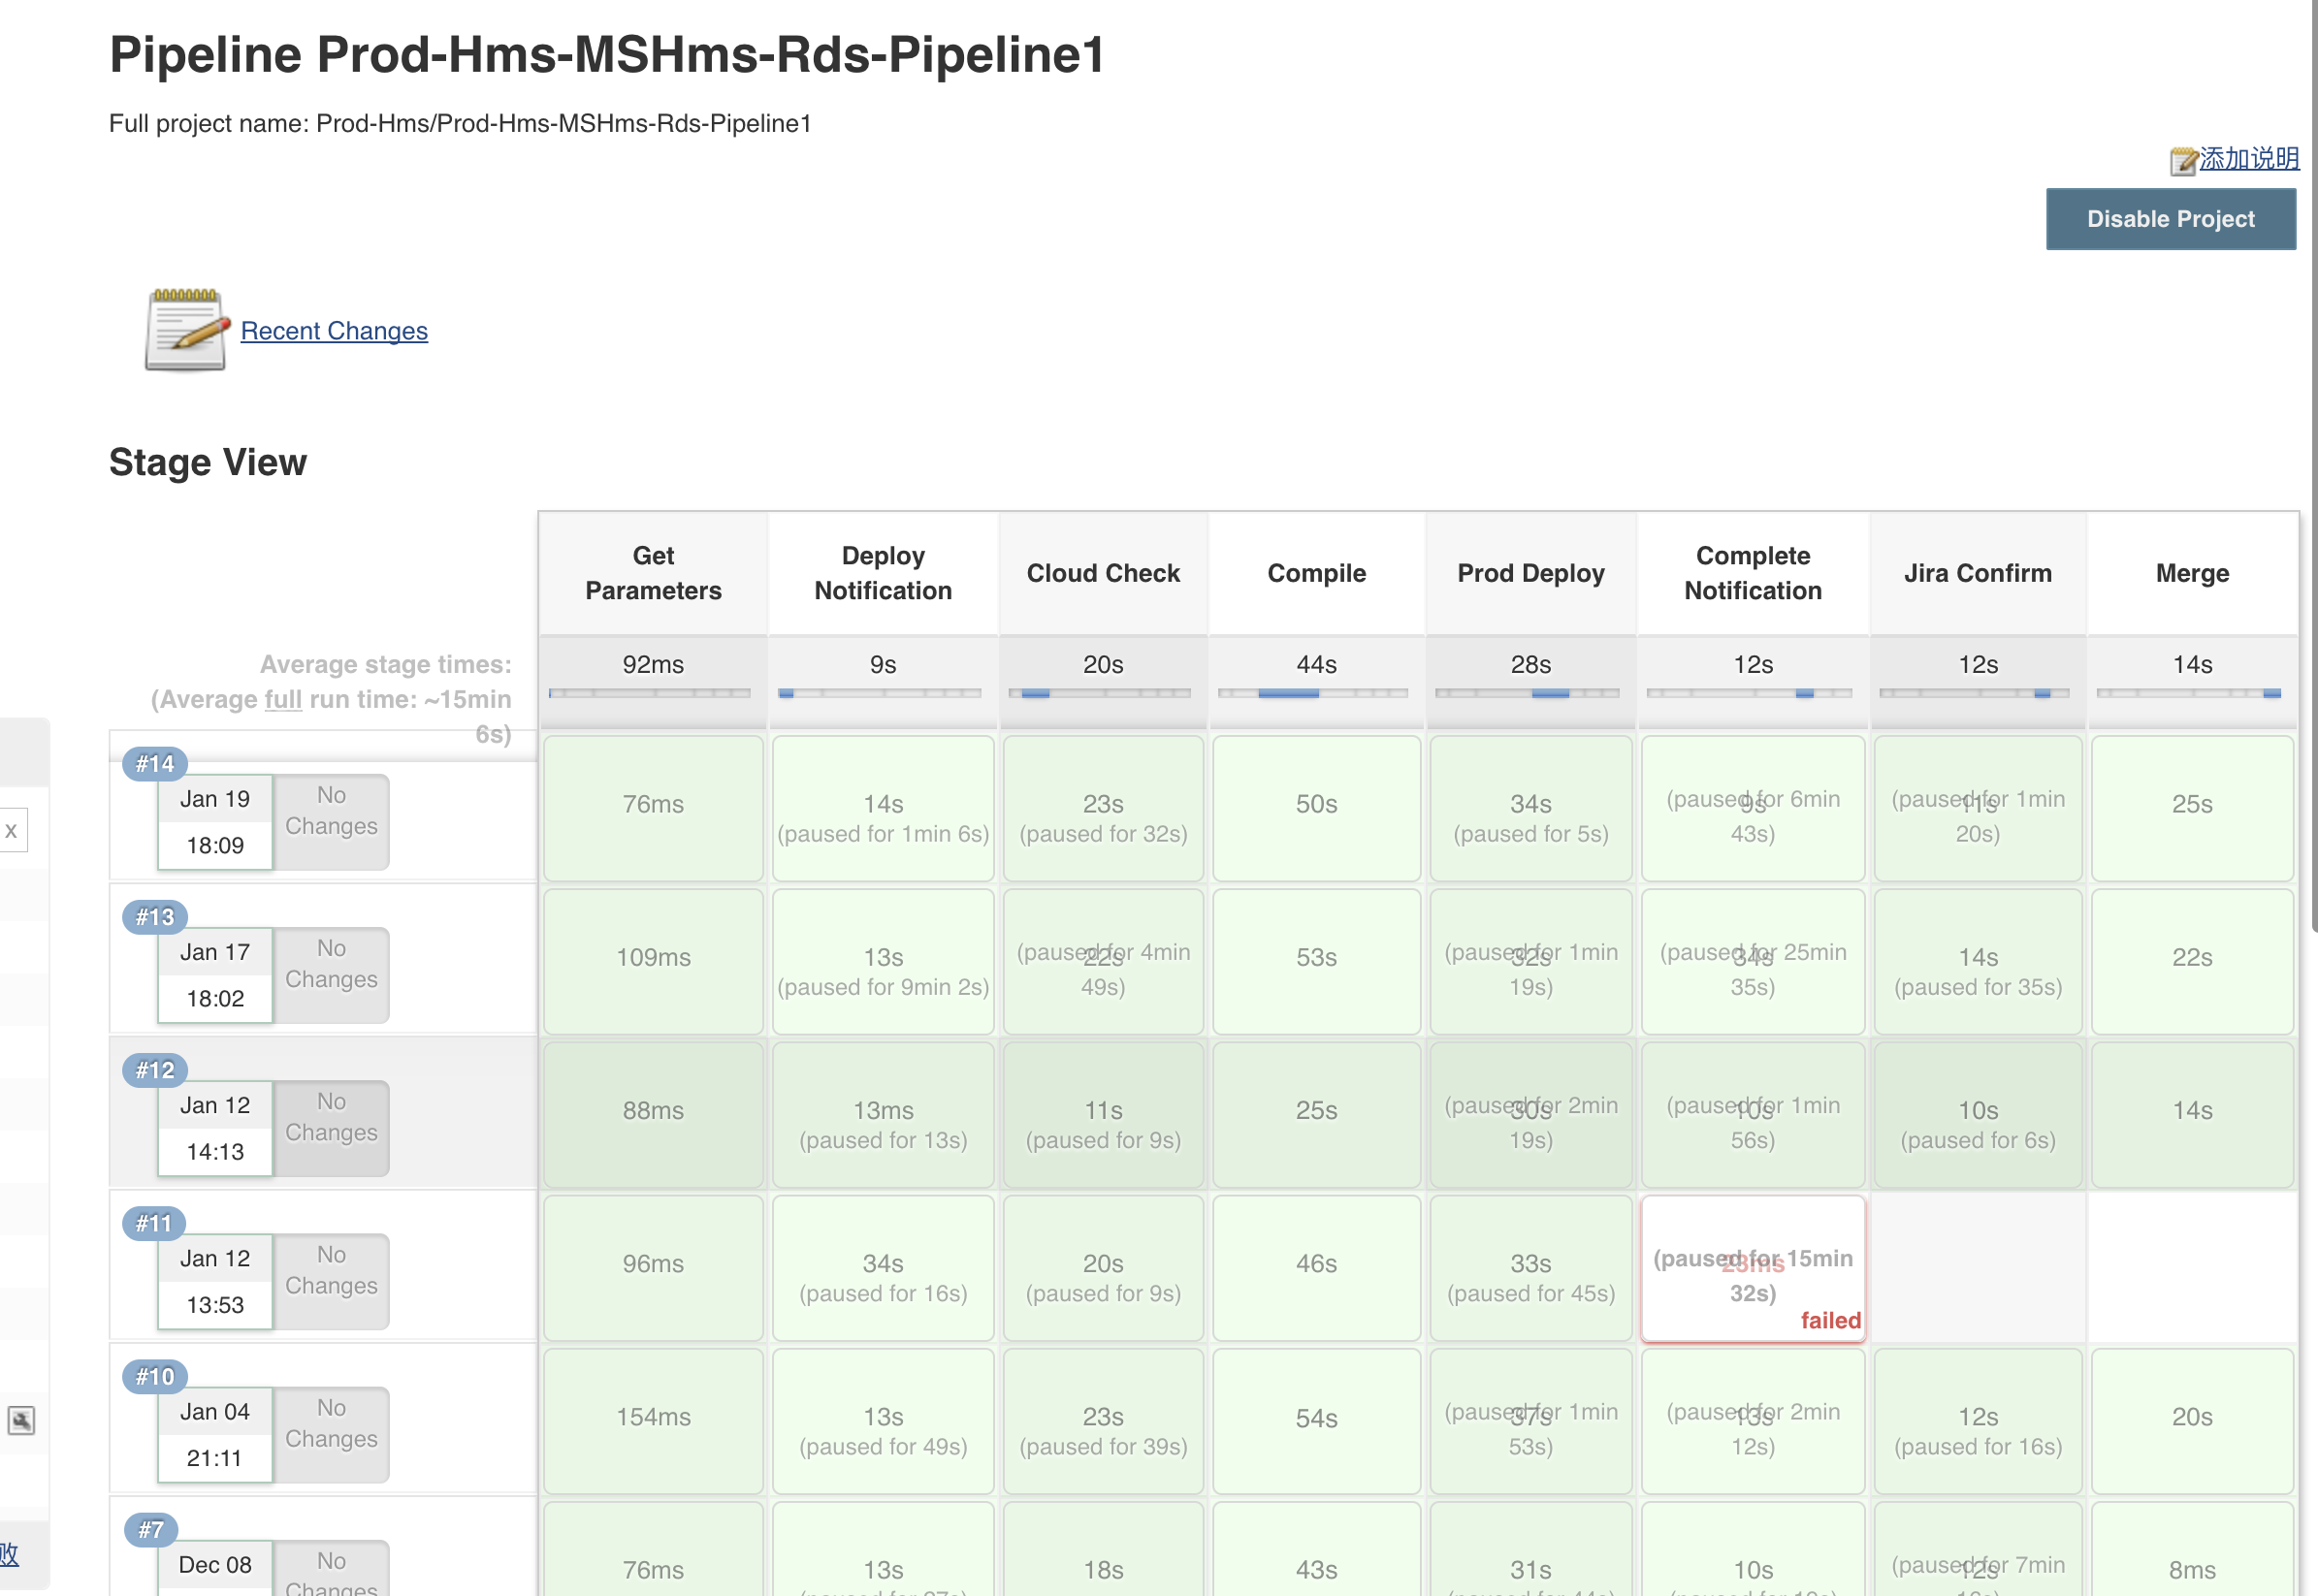 Pipeline Prod-Hms-MSHms-Rds-Pipeline1
Full project name: Prod-Hms/Prod-Hms-MSHms-Rds-Pipeline1
添加说明
Disable Project
Recent Changes
Stage View
Get Parameters
Deploy Notification
Cloud Check
Compile
Prod Deploy
Complete Notification
Jira Confirm
Merge
Average stage times:
(Average full run time: ~15min
6s)
92ms
9s
20s
44s
28s
12s
12s
14s
x
#14
Jan 19
18:09
No Changes
76ms
14s
(paused for 1min 6s)
23s
(paused for 32s)
50s
34s
(paused for 5s)
9s
(paused for 6min 43s)
11s
(paused for 1min 20s)
25s
#13
Jan 17
18:02
No Changes
109ms
13s
(paused for 9min 2s)
22s
(paused for 4min 49s)
53s
32s
(paused for 1min 19s)
34s
(paused for 25min 35s)
14s
(paused for 35s)
22s
#12
Jan 12
14:13
No Changes
88ms
13ms
(paused for 13s)
11s
(paused for 9s)
25s
30s
(paused for 2min 19s)
10s
(paused for 1min 56s)
10s
(paused for 6s)
14s
#11
Jan 12
13:53
No Changes
96ms
34s
(paused for 16s)
20s
(paused for 9s)
46s
33s
(paused for 45s)
23ms
(paused for 15min 32s)
failed
#10
Jan 04
21:11
No Changes
154ms
13s
(paused for 49s)
23s
(paused for 39s)
54s
37s
(paused for 1min 53s)
13s
(paused for 2min 12s)
12s
(paused for 16s)
20s
败
#7
Dec 08
No Changes
76ms
13s
18s
43s
31s
10s
12s
(paused for 7min
8ms